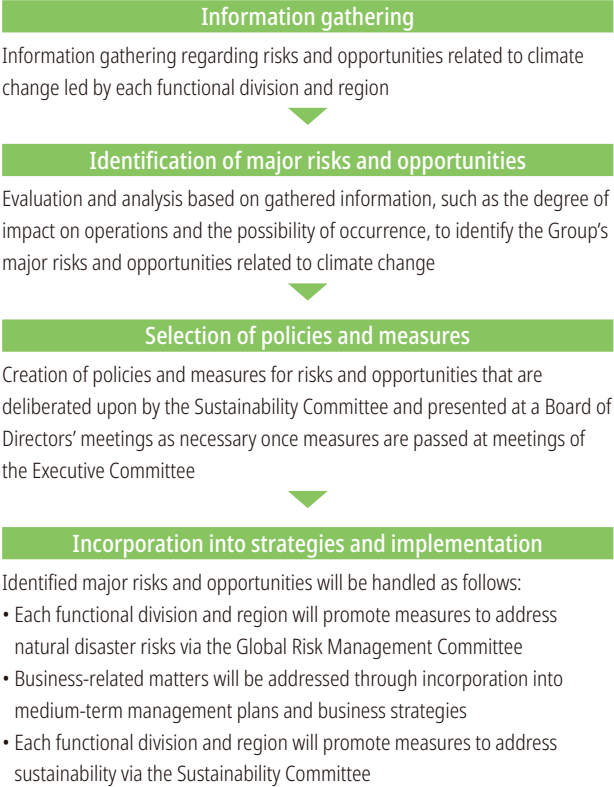 Information gathering
Information gathering regarding risks and opportunities related to climate
change led by each functional division and region
Identification of major risks and opportunities
Evaluation and analysis based on gathered information, such as the degree of
impact on operations and the possibility of occurrence, to identify the Group’s
major risks and opportunities related to climate change
Selection of policies and measures
Creation of policies and measures for risks and opportunities that are
deliberated upon by the Sustainability Committee and presented at a Board of
Directors’ meetings as necessary once measures are passed at meetings of
the Executive Committee
Incorporation into strategies and implementation
Identified major risks and opportunities will be handled as follows:
• Each functional division and region will promote measures to address
natural disaster risks via the Global Risk Management Committee
• Business-related matters will be addressed through incorporation into
medium-term management plans and business strategies
• Each functional division and region will promote measures to address
sustainability via the Sustainability Committee